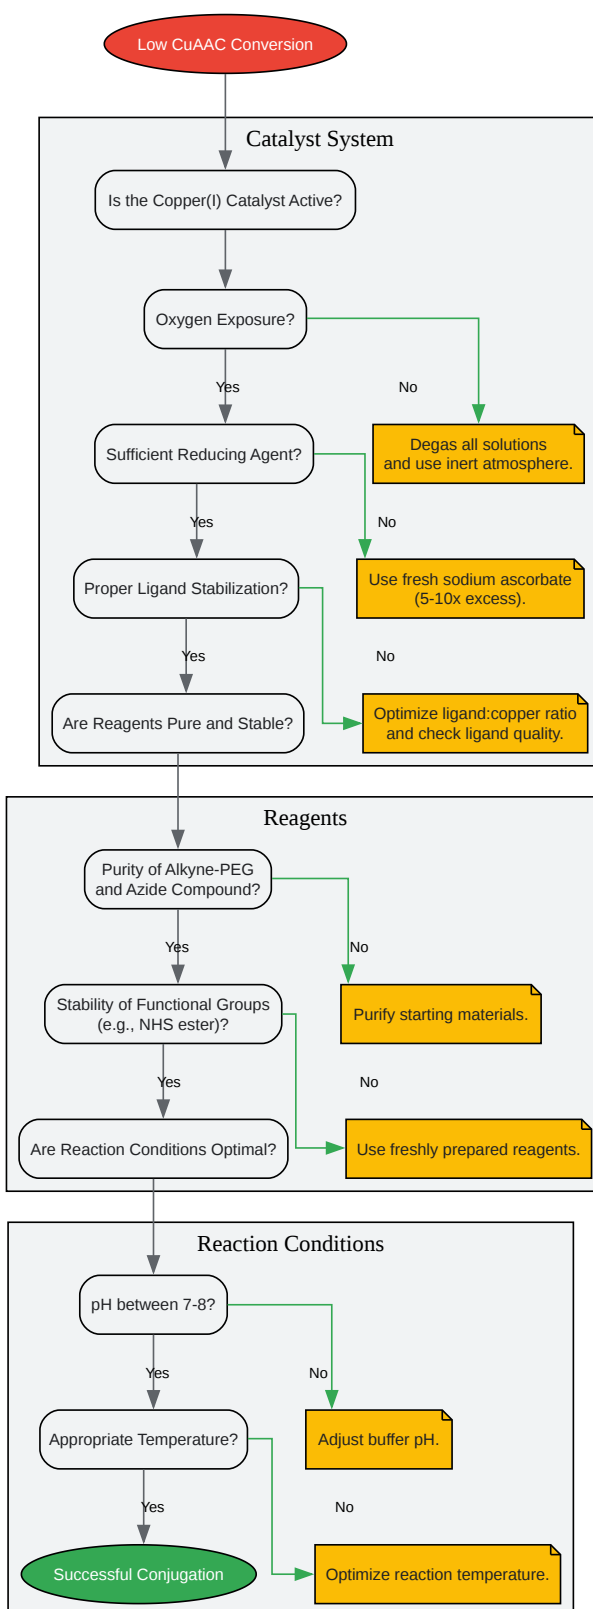 Low CuAAC Conversion
Catalyst System
Is the Copper(I) Catalyst Active?
Oxygen Exposure?
Yes
No
Degas all solutions
and use inert atmosphere.
Sufficient Reducing Agent?
Yes
No
Use fresh sodium ascorbate
(5-10x excess).
Proper Ligand Stabilization?
Yes
No
Optimize ligand:copper ratio
and check ligand quality.
Are Reagents Pure and Stable?
Reagents
Purity of Alkyne-PEG
and Azide Compound?
Yes
No
Purify starting materials.
Stability of Functional Groups
(e.g., NHS ester)?
Yes
No
Use freshly prepared reagents.
Are Reaction Conditions Optimal?
Reaction Conditions
pH between 7-8?
Yes
No
Adjust buffer pH.
Appropriate Temperature?
Yes
No
Optimize reaction temperature.
Successful Conjugation